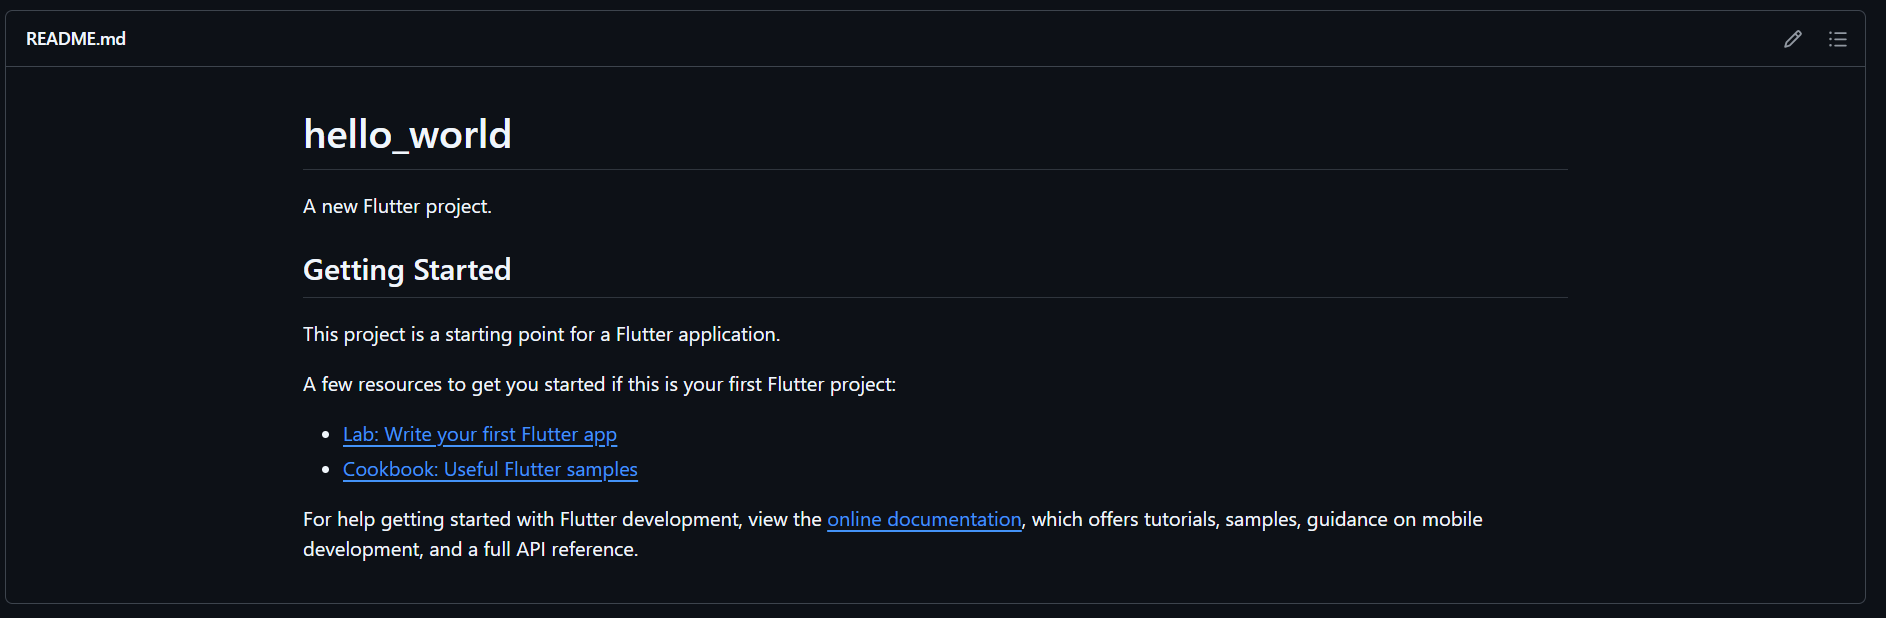 README.md
hello_world
A new Flutter project.
Getting Started
This project is a starting point for a Flutter application.
A few resources to get you started if this is your first Flutter project:
Lab: Write your first Flutter app
Cookbook: Useful Flutter samples
For help getting started with Flutter development, view the online documentation, which offers tutorials, samples, guidance on mobile
development, and a full API reference.